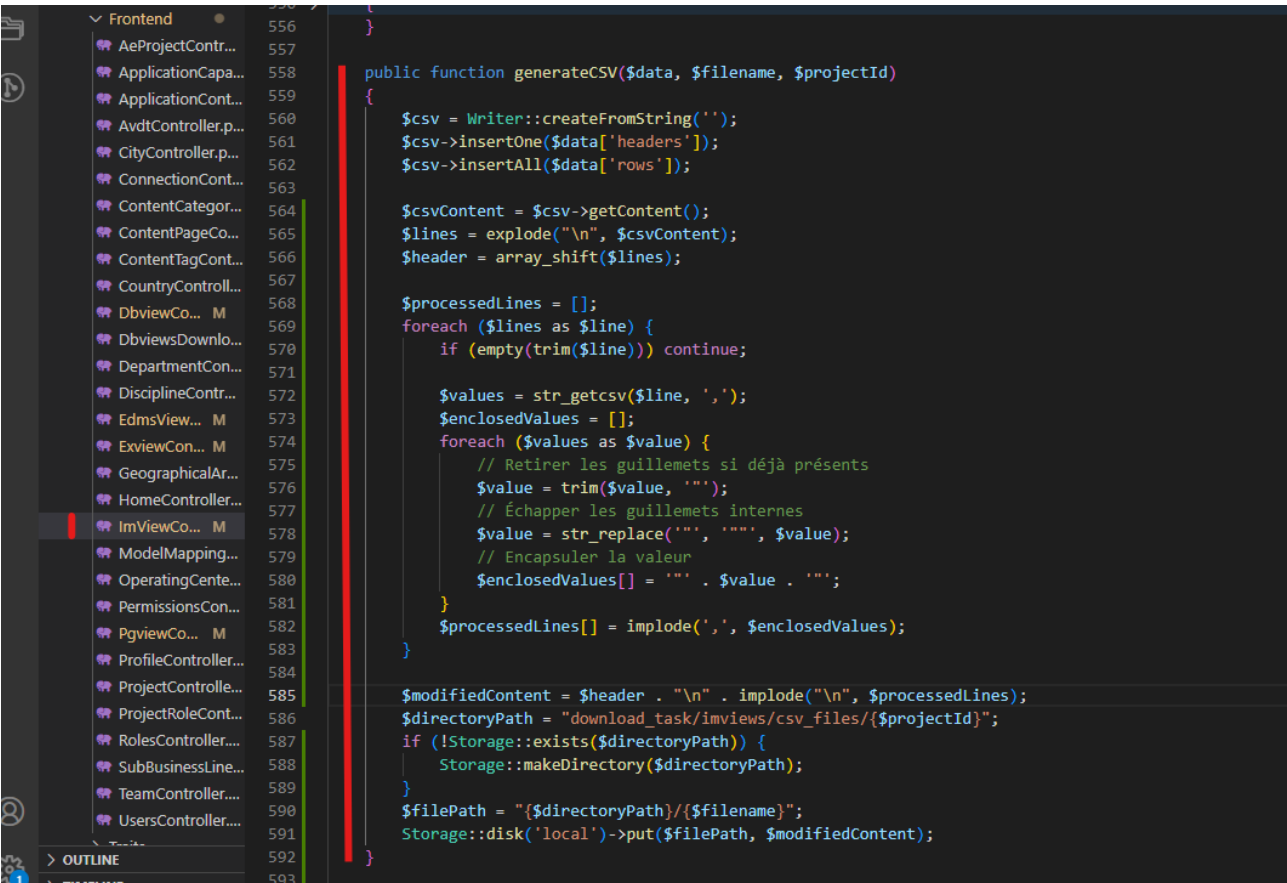 Frontend
AeProjectContr...
ApplicationCapa...
ApplicationCont...
AvdtController.p...
CityController.p...
ConnectionCont...
ContentCategor...
ContentPageCo...
ContentTagCont...
CountryControll...
DbviewCo... M
DbviewsDownlo...
DepartmentCon...
DisciplineContr...
EdmsView... M
ExviewCon... M
GeographicalAr...
HomeController...
ImViewCo... M
ModelMapping...
OperatingCente...
PermissionsCon...
PgviewCo... M
ProfileController...
ProjectControlle...
ProjectRoleCont...
RolesController....
SubBusinessLine...
TeamController....
UsersController....
OUTLINE
1
{
556 }
557
558 public function generateCSV($data, $filename, $projectId)
559 {
560 $csv = Writer::createFromString('');
561 $csv->insertOne($data['headers']);
562 $csv->insertAll($data['rows']);
563
564 $csvContent = $csv->getContent();
565 $lines = explode("\n", $csvContent);
566 $header = array_shift($lines);
567
568 $processedLines = [];
569 foreach ($lines as $line) {
570 if (empty(trim($line))) continue;
571
572 $values = str_getcsv($line, ',');
573 $enclosedValues = [];
574 foreach ($values as $value) {
575 // Retirer les guillemets si déjà présents
576 $value = trim($value, '"');
577 // Échapper les guillemets internes
578 $value = str_replace('"', '""', $value);
579 // Encapsuler la valeur
580 $enclosedValues[] = '"' . $value . '"';
581 }
582 $processedLines[] = implode(',', $enclosedValues);
583 }
584
585 $modifiedContent = $header . "\n" . implode("\n", $processedLines);
586 $directoryPath = "download_task/imviews/csv_files/{$projectId}";
587 if (!Storage::exists($directoryPath)) {
588 Storage::makeDirectory($directoryPath);
589 }
590 $filePath = "{$directoryPath}/{$filename}";
591 Storage::disk('local')->put($filePath, $modifiedContent);
592 }
593